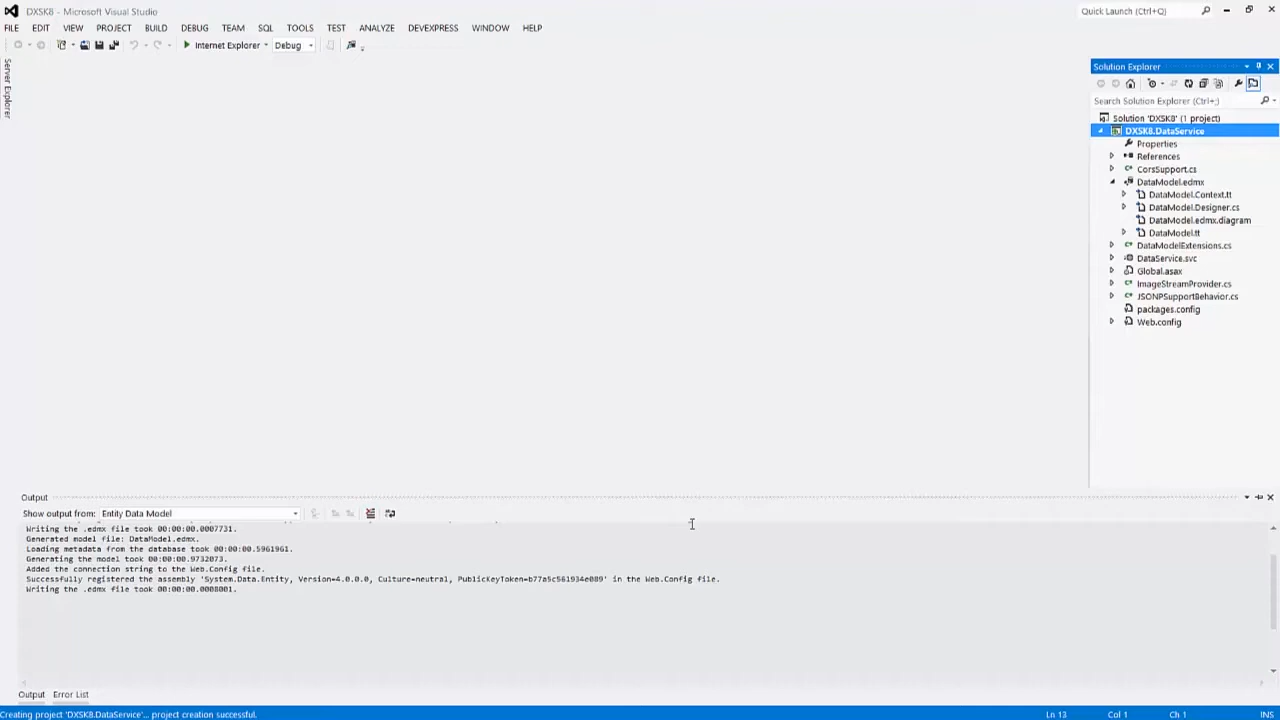 DXSK8 - Microsoft Visual Studio
Quick Launch (Ctrl+Q)
FILE EDIT VIEW PROJECT BUILD DEBUG TEAM SQL TOOLS TEST ANALYZE DEVEXPRESS WINDOW HELP
Internet Explorer Debug
Server Explorer
Solution Explorer
Search Solution Explorer (Ctrl+;)
Solution 'DXSK8' (1 project)
DXSK8.DataService
Properties
References
CorsSupport.cs
DataModel.edmx
DataModel.Context.tt
DataModel.Designer.cs
DataModel.edmx.diagram
DataModel.tt
DataModelExtensions.cs
DataService.svc
Global.asax
ImageStreamProvider.cs
JSONPSupportBehavior.cs
packages.config
Web.config
Output
Show output from: Entity Data Model
Writing the .edmx file took 00:00:00.0007731.
Generated model file: DataModel.edmx.
Loading metadata from the database took 00:00:00.5961961.
Generating the model took 00:00:00.9732073.
Added the connection string to the Web.Config file.
Successfully registered the assembly 'System.Data.Entity, Version=4.0.0.0, Culture=neutral, PublicKeyToken=b77a5c561934e089' in the Web.Config file.
Writing the .edmx file took 00:00:00.0008001.
Output Error List
Creating project 'DXSK8.DataService'... project creation successful.
Ln 13 Col 1 Ch 1 INS